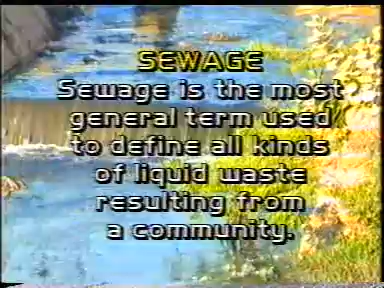 SEWAGE
Sewage is the most
general term used
to define all kinds
of liquid waste
resulting from
a community.